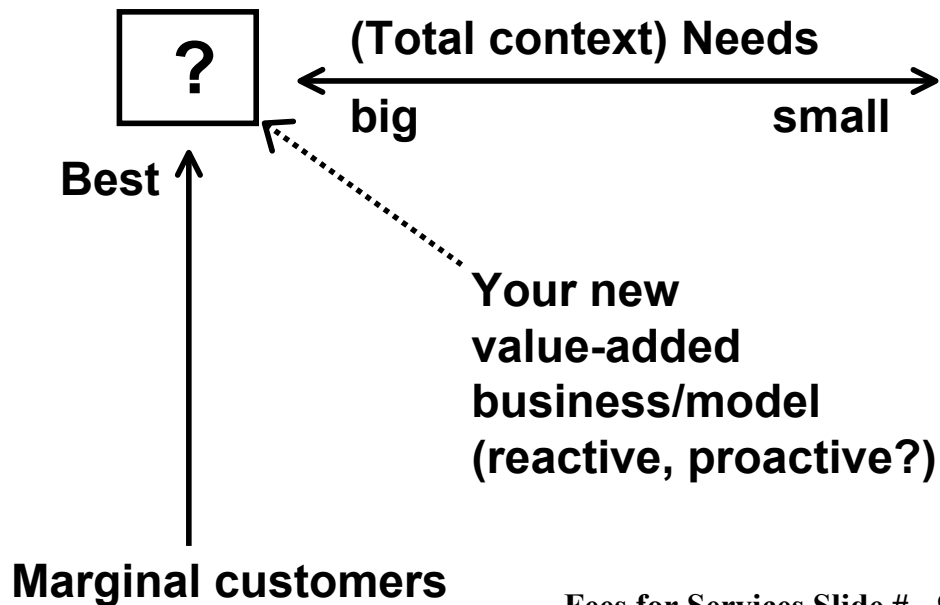 ?
(Total context) Needs
big small
Best
Your new
value-added
business/model
(reactive, proactive?)
Marginal customers
Fees for Services Slide #